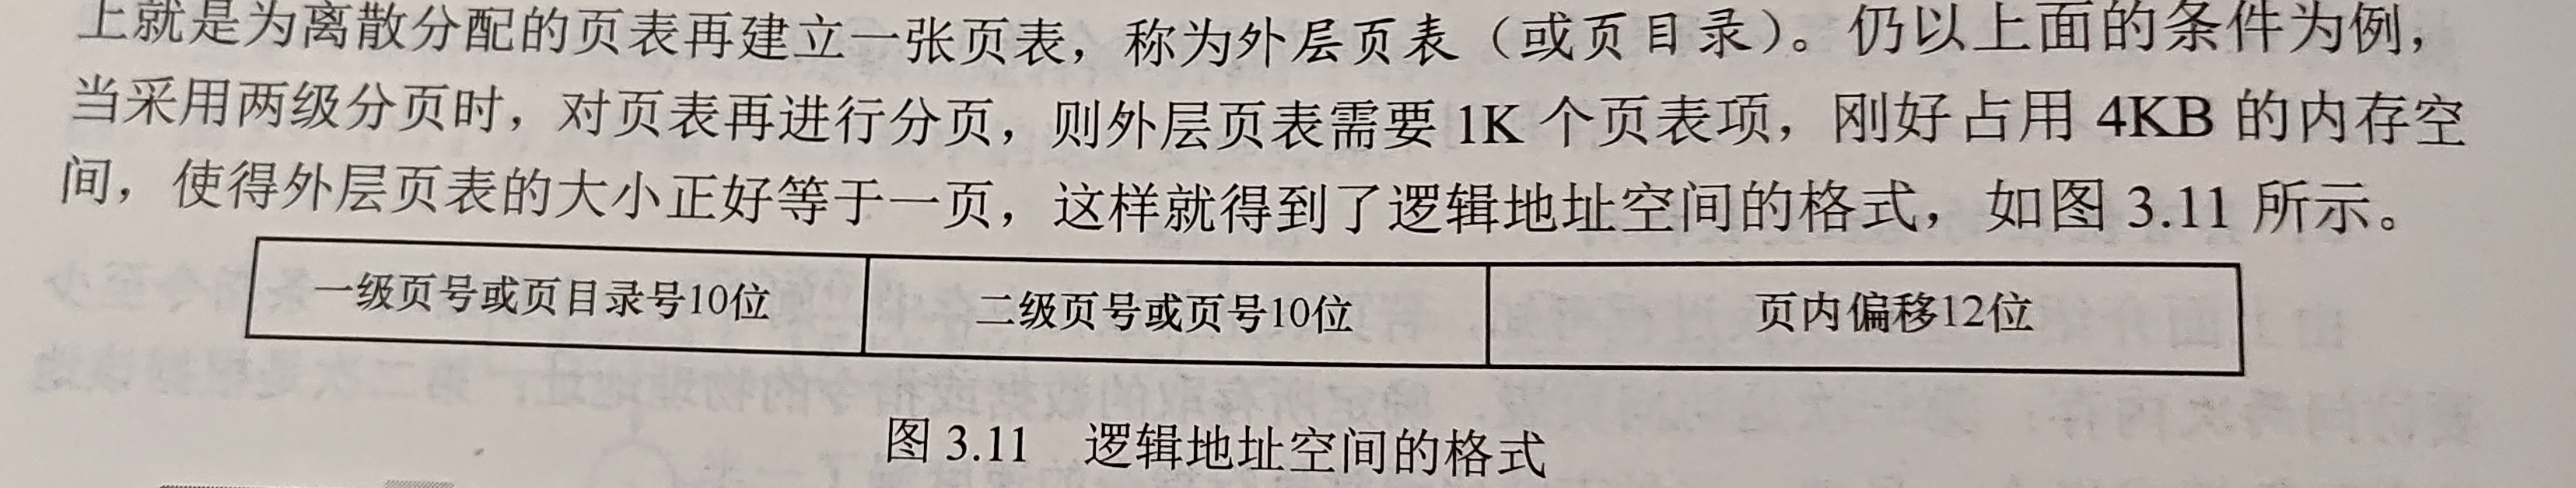 上就是为离散分配的页表再建立一张页表，称为外层页表（或页目录）。仍以上面的条件为例，
当采用两级分页时，对页表再进行分页，则外层页表需要 1K 个页表项，刚好占用 4KB 的内存空
间，使得外层页表的大小正好等于一页，这样就得到了逻辑地址空间的格式，如图 3.11 所示。
一级页号或页目录号10位 二级页号或页号10位 页内偏移12位
图 3.11 逻辑地址空间的格式